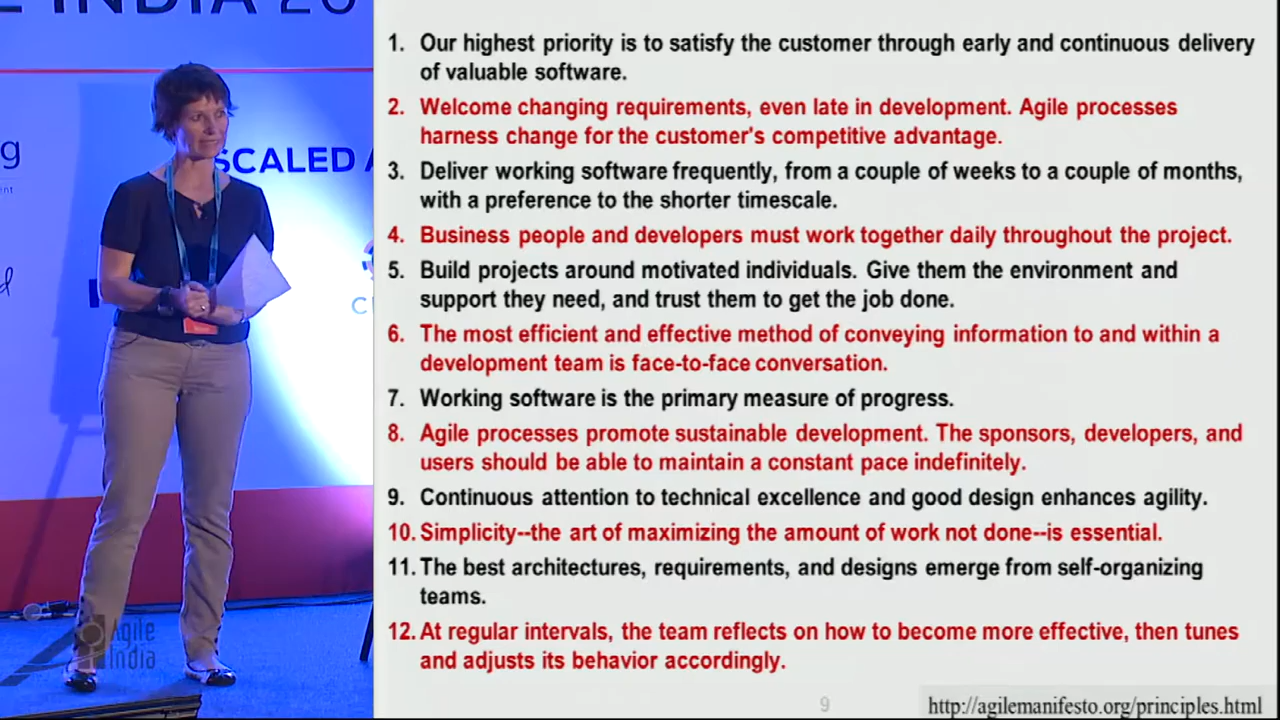 INDIA 20
SCALED
1. Our highest priority is to satisfy the customer through early and continuous delivery
of valuable software.
2. Welcome changing requirements, even late in development. Agile processes
harness change for the customer's competitive advantage.
3. Deliver working software frequently, from a couple of weeks to a couple of months,
with a preference to the shorter timescale.
4. Business people and developers must work together daily throughout the project.
5. Build projects around motivated individuals. Give them the environment and
support they need, and trust them to get the job done.
6. The most efficient and effective method of conveying information to and within a
development team is face-to-face conversation.
7. Working software is the primary measure of progress.
8. Agile processes promote sustainable development. The sponsors, developers, and
users should be able to maintain a constant pace indefinitely.
9. Continuous attention to technical excellence and good design enhances agility.
10. Simplicity--the art of maximizing the amount of work not done--is essential.
11. The best architectures, requirements, and designs emerge from self-organizing
teams.
12. At regular intervals, the team reflects on how to become more effective, then tunes
and adjusts its behavior accordingly.
Agile
India
9
http://agilemanifesto.org/principles.html